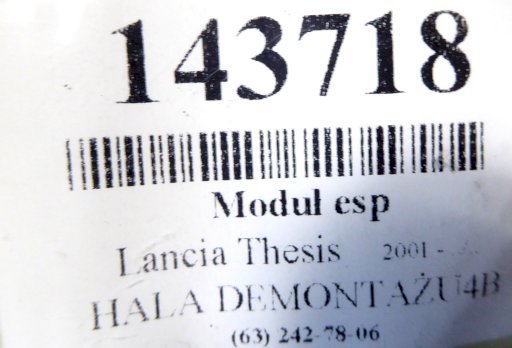 143718
Moduł esp
Lancia Thesis 2001 -
HALA DEMONTAŻU4B
(63) 242-78-06